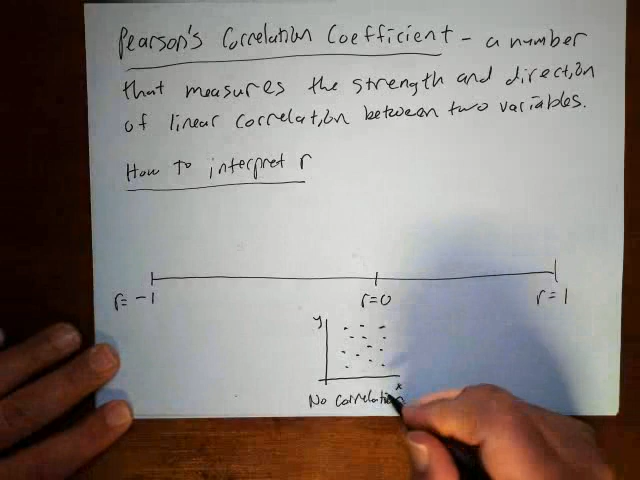 Pearson's Correlation Coefficient - a number
that measures the strength and direction
of linear correlation between two variables.
How to interpret r
r = -1
r = 0
r = 1
y
x
No correlation